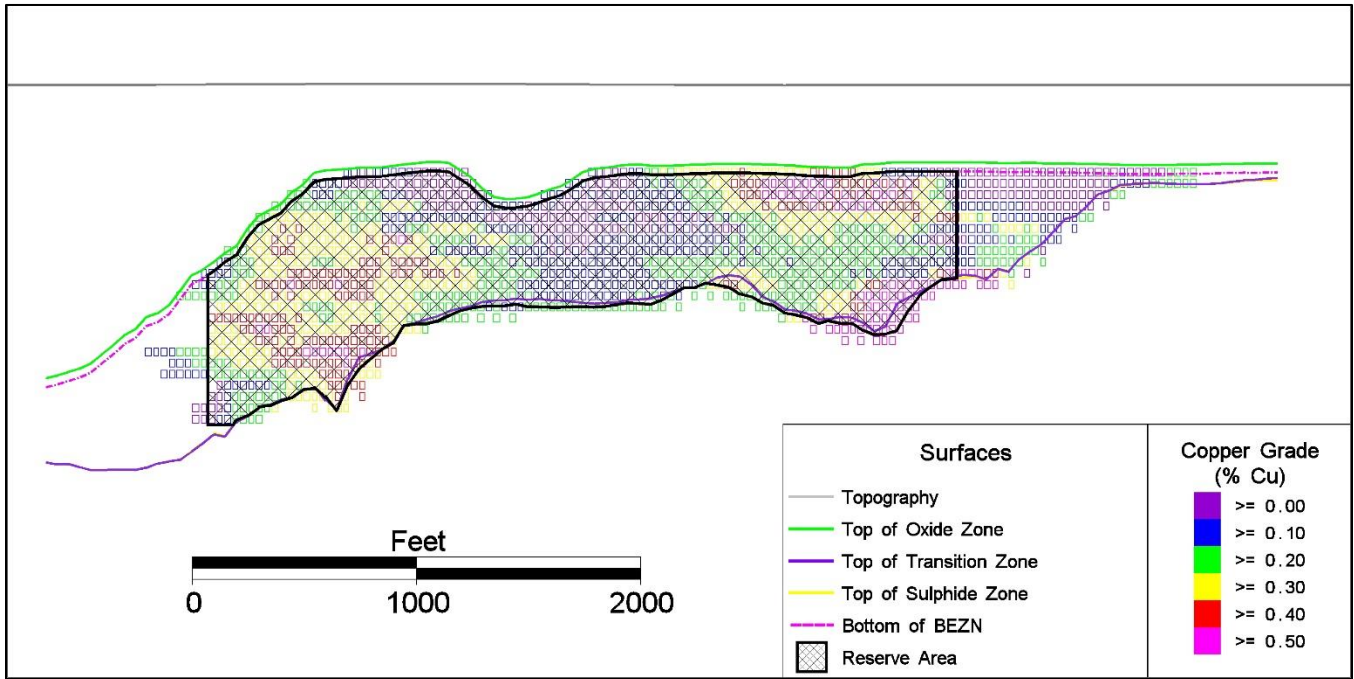 Feet
0 1000 2000
Surfaces
Topography
Top of Oxide Zone
Top of Transition Zone
Top of Sulphide Zone
Bottom of BEZN
Reserve Area
Copper Grade
(% Cu)
>= 0.00
>= 0.10
>= 0.20
>= 0.30
>= 0.40
>= 0.50